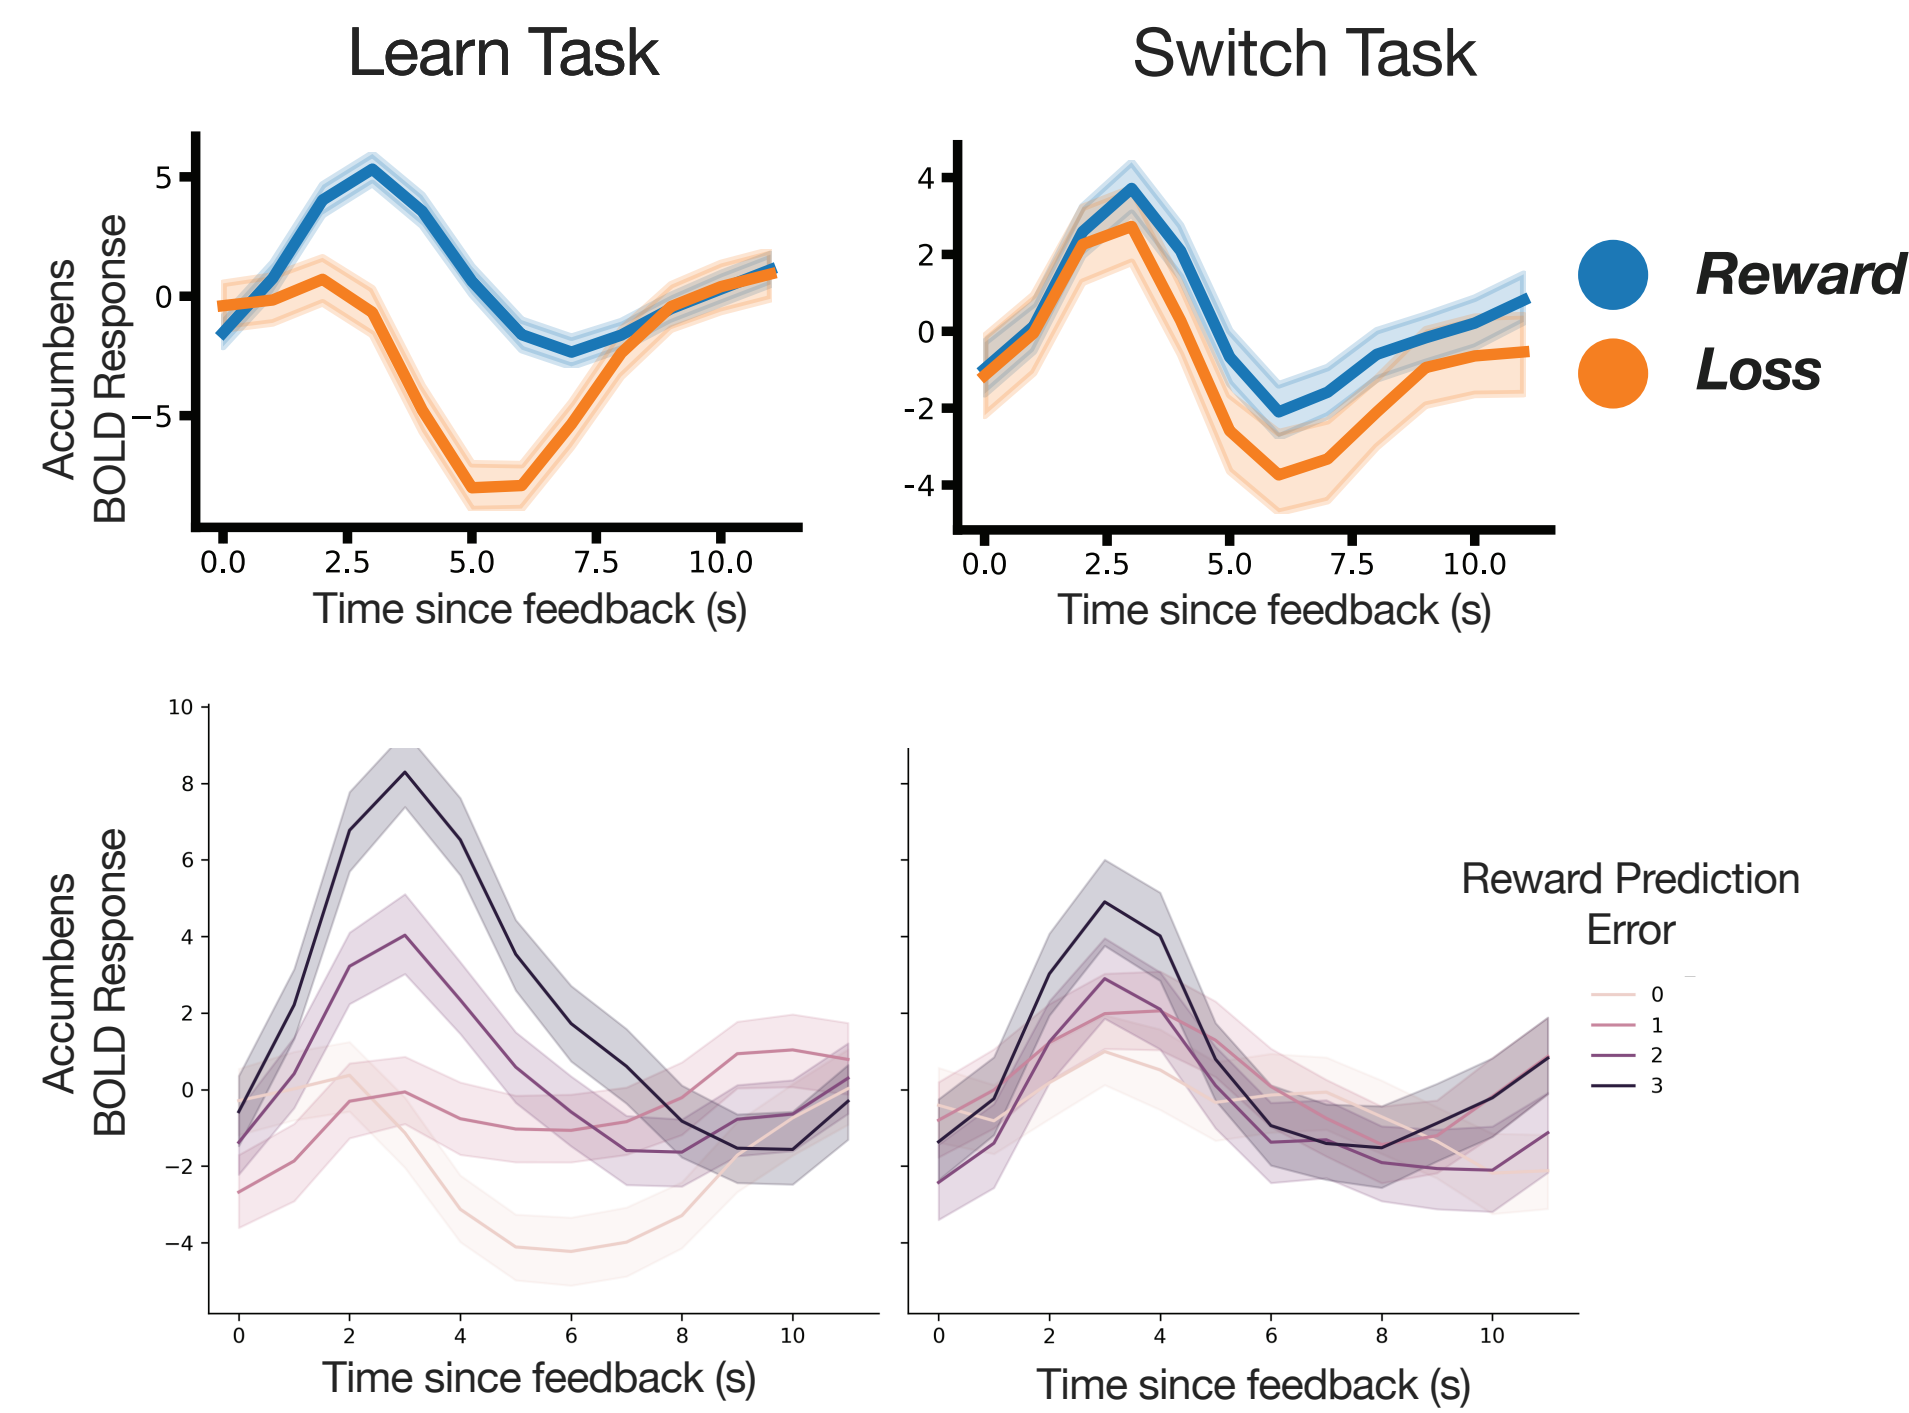 Learn Task
Switch Task
Accumbens
BOLD Response
5
0
−5
0.0 2.5 5.0 7.5 10.0
Time since feedback (s)
4
2
0
-2
-4
0.0 2.5 5.0 7.5 10.0
Time since feedback (s)
Reward
Loss
Accumbens
BOLD Response
10
8
6
4
2
0
−2
−4
0 2 4 6 8 10
Time since feedback (s)
0 2 4 6 8 10
Time since feedback (s)
Reward Prediction
Error
0
1
2
3